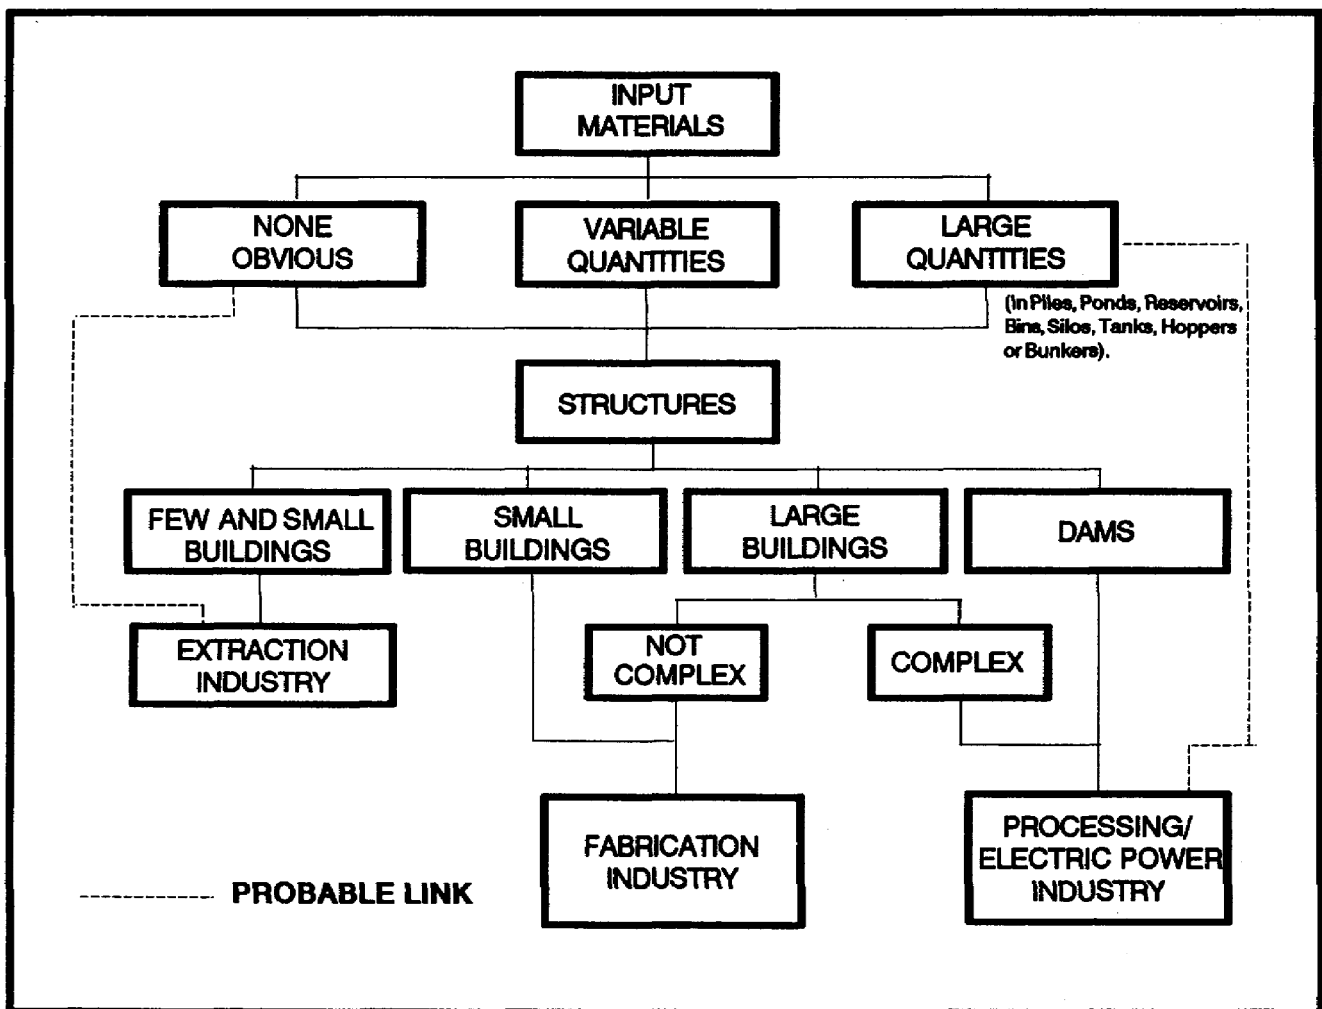 INPUT
MATERIALS
NONE
OBVIOUS
VARIABLE
QUANTITIES
LARGE
QUANTITIES
(In Piles, Ponds, Reservoirs,
Bins, Silos, Tanks, Hoppers
or Bunkers).
STRUCTURES
FEW AND SMALL
BUILDINGS
SMALL
BUILDINGS
LARGE
BUILDINGS
DAMS
EXTRACTION
INDUSTRY
NOT
COMPLEX
COMPLEX
FABRICATION
INDUSTRY
PROCESSING/
ELECTRIC POWER
INDUSTRY
PROBABLE LINK